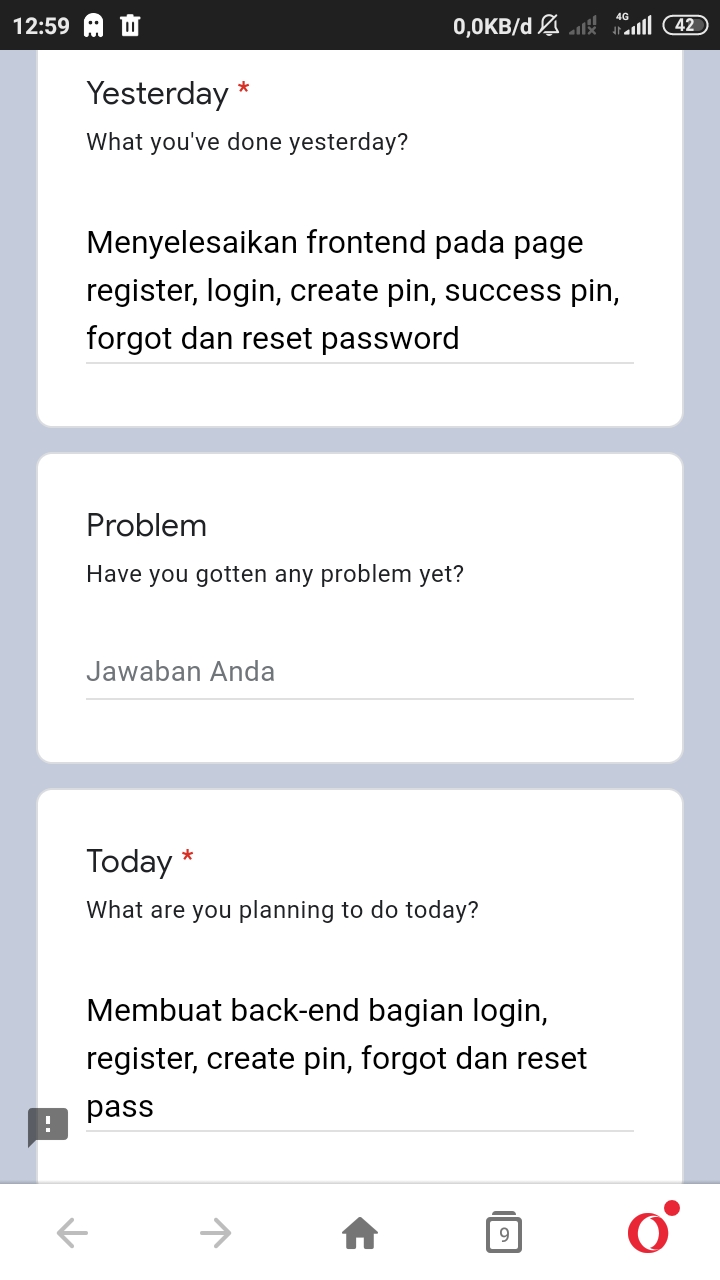 12:59 0,0KB/d 4G 42
Yesterday *
What you've done yesterday?
Menyelesaikan frontend pada page
register, login, create pin, success pin,
forgot dan reset password
Problem
Have you gotten any problem yet?
Jawaban Anda
Today *
What are you planning to do today?
Membuat back-end bagian login,
register, create pin, forgot dan reset
pass
9